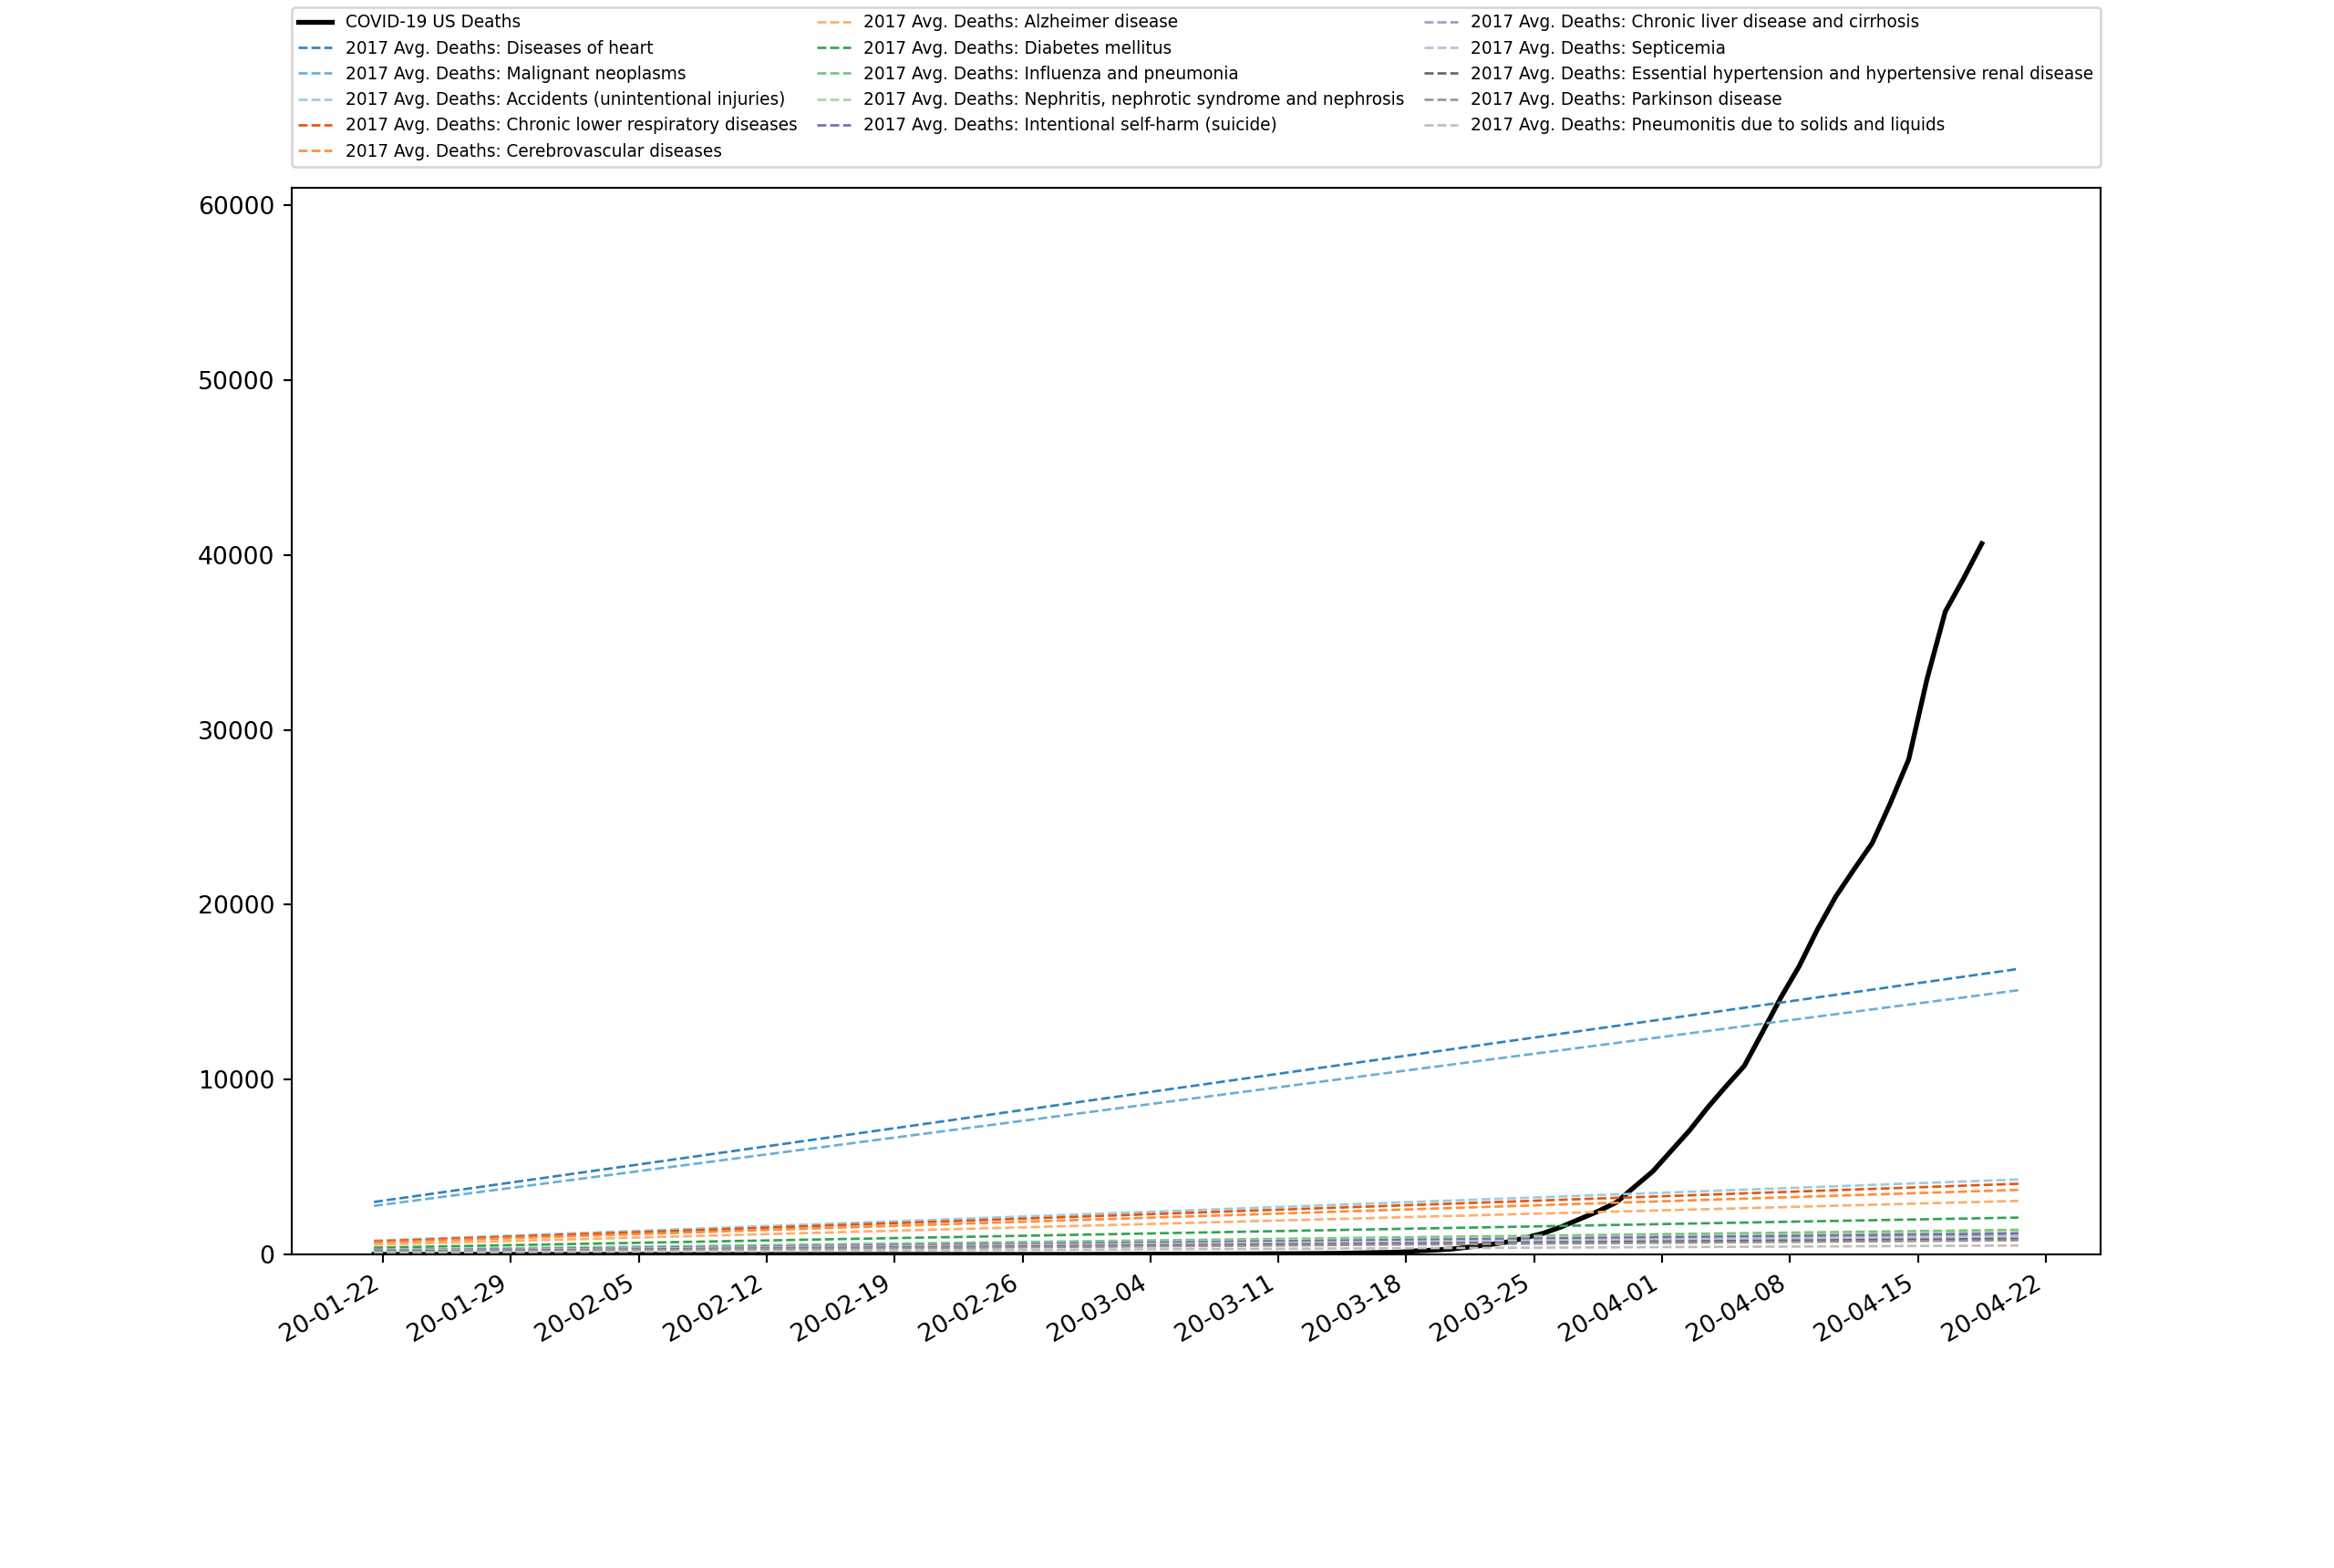 COVID-19 US Deaths
2017 Avg. Deaths: Diseases of heart
2017 Avg. Deaths: Malignant neoplasms
2017 Avg. Deaths: Accidents (unintentional injuries)
2017 Avg. Deaths: Chronic lower respiratory diseases
2017 Avg. Deaths: Cerebrovascular diseases
2017 Avg. Deaths: Alzheimer disease
2017 Avg. Deaths: Diabetes mellitus
2017 Avg. Deaths: Influenza and pneumonia
2017 Avg. Deaths: Nephritis, nephrotic syndrome and nephrosis
2017 Avg. Deaths: Intentional self-harm (suicide)
2017 Avg. Deaths: Chronic liver disease and cirrhosis
2017 Avg. Deaths: Septicemia
2017 Avg. Deaths: Essential hypertension and hypertensive renal disease
2017 Avg. Deaths: Parkinson disease
2017 Avg. Deaths: Pneumonitis due to solids and liquids
60000
50000
40000
30000
20000
10000
0
20-01-22
20-01-29
20-02-05
20-02-12
20-02-19
20-02-26
20-03-04
20-03-11
20-03-18
20-03-25
20-04-01
20-04-08
20-04-15
20-04-22